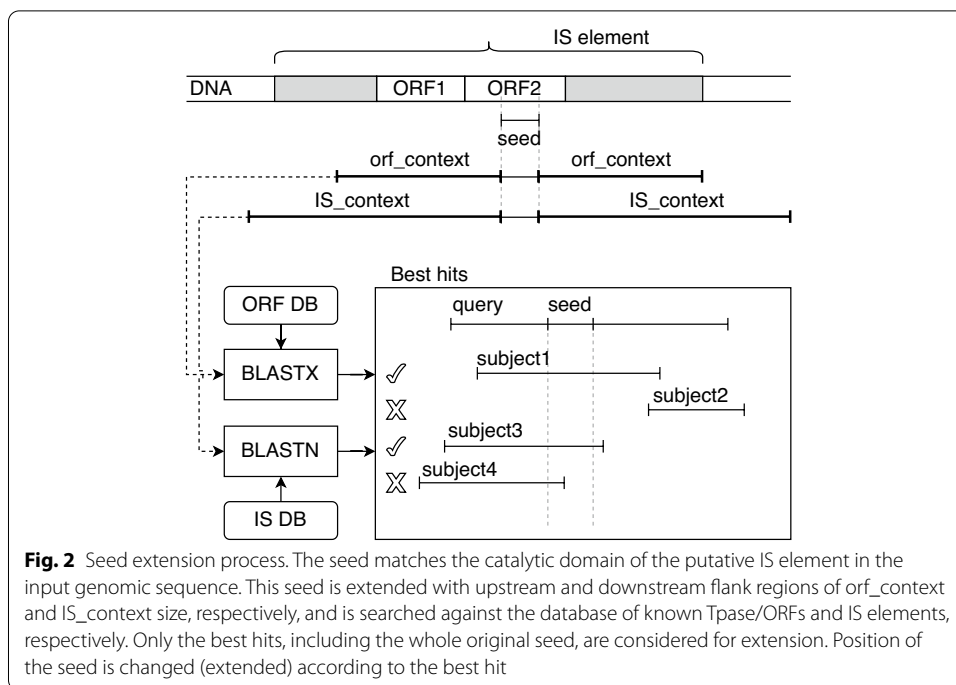 IS element
DNA
ORF1
ORF2
seed
orf_context
orf_context
IS_context
IS_context
Best hits
ORF DB
query
seed
BLASTX
subject1
subject2
subject3
BLASTN
subject4
IS DB
Fig. 2 Seed extension process. The seed matches the catalytic domain of the putative IS element in the
input genomic sequence. This seed is extended with upstream and downstream flank regions of orf_context
and IS_context size, respectively, and is searched against the database of known Tpase/ORFs and IS elements,
respectively. Only the best hits, including the whole original seed, are considered for extension. Position of
the seed is changed (extended) according to the best hit